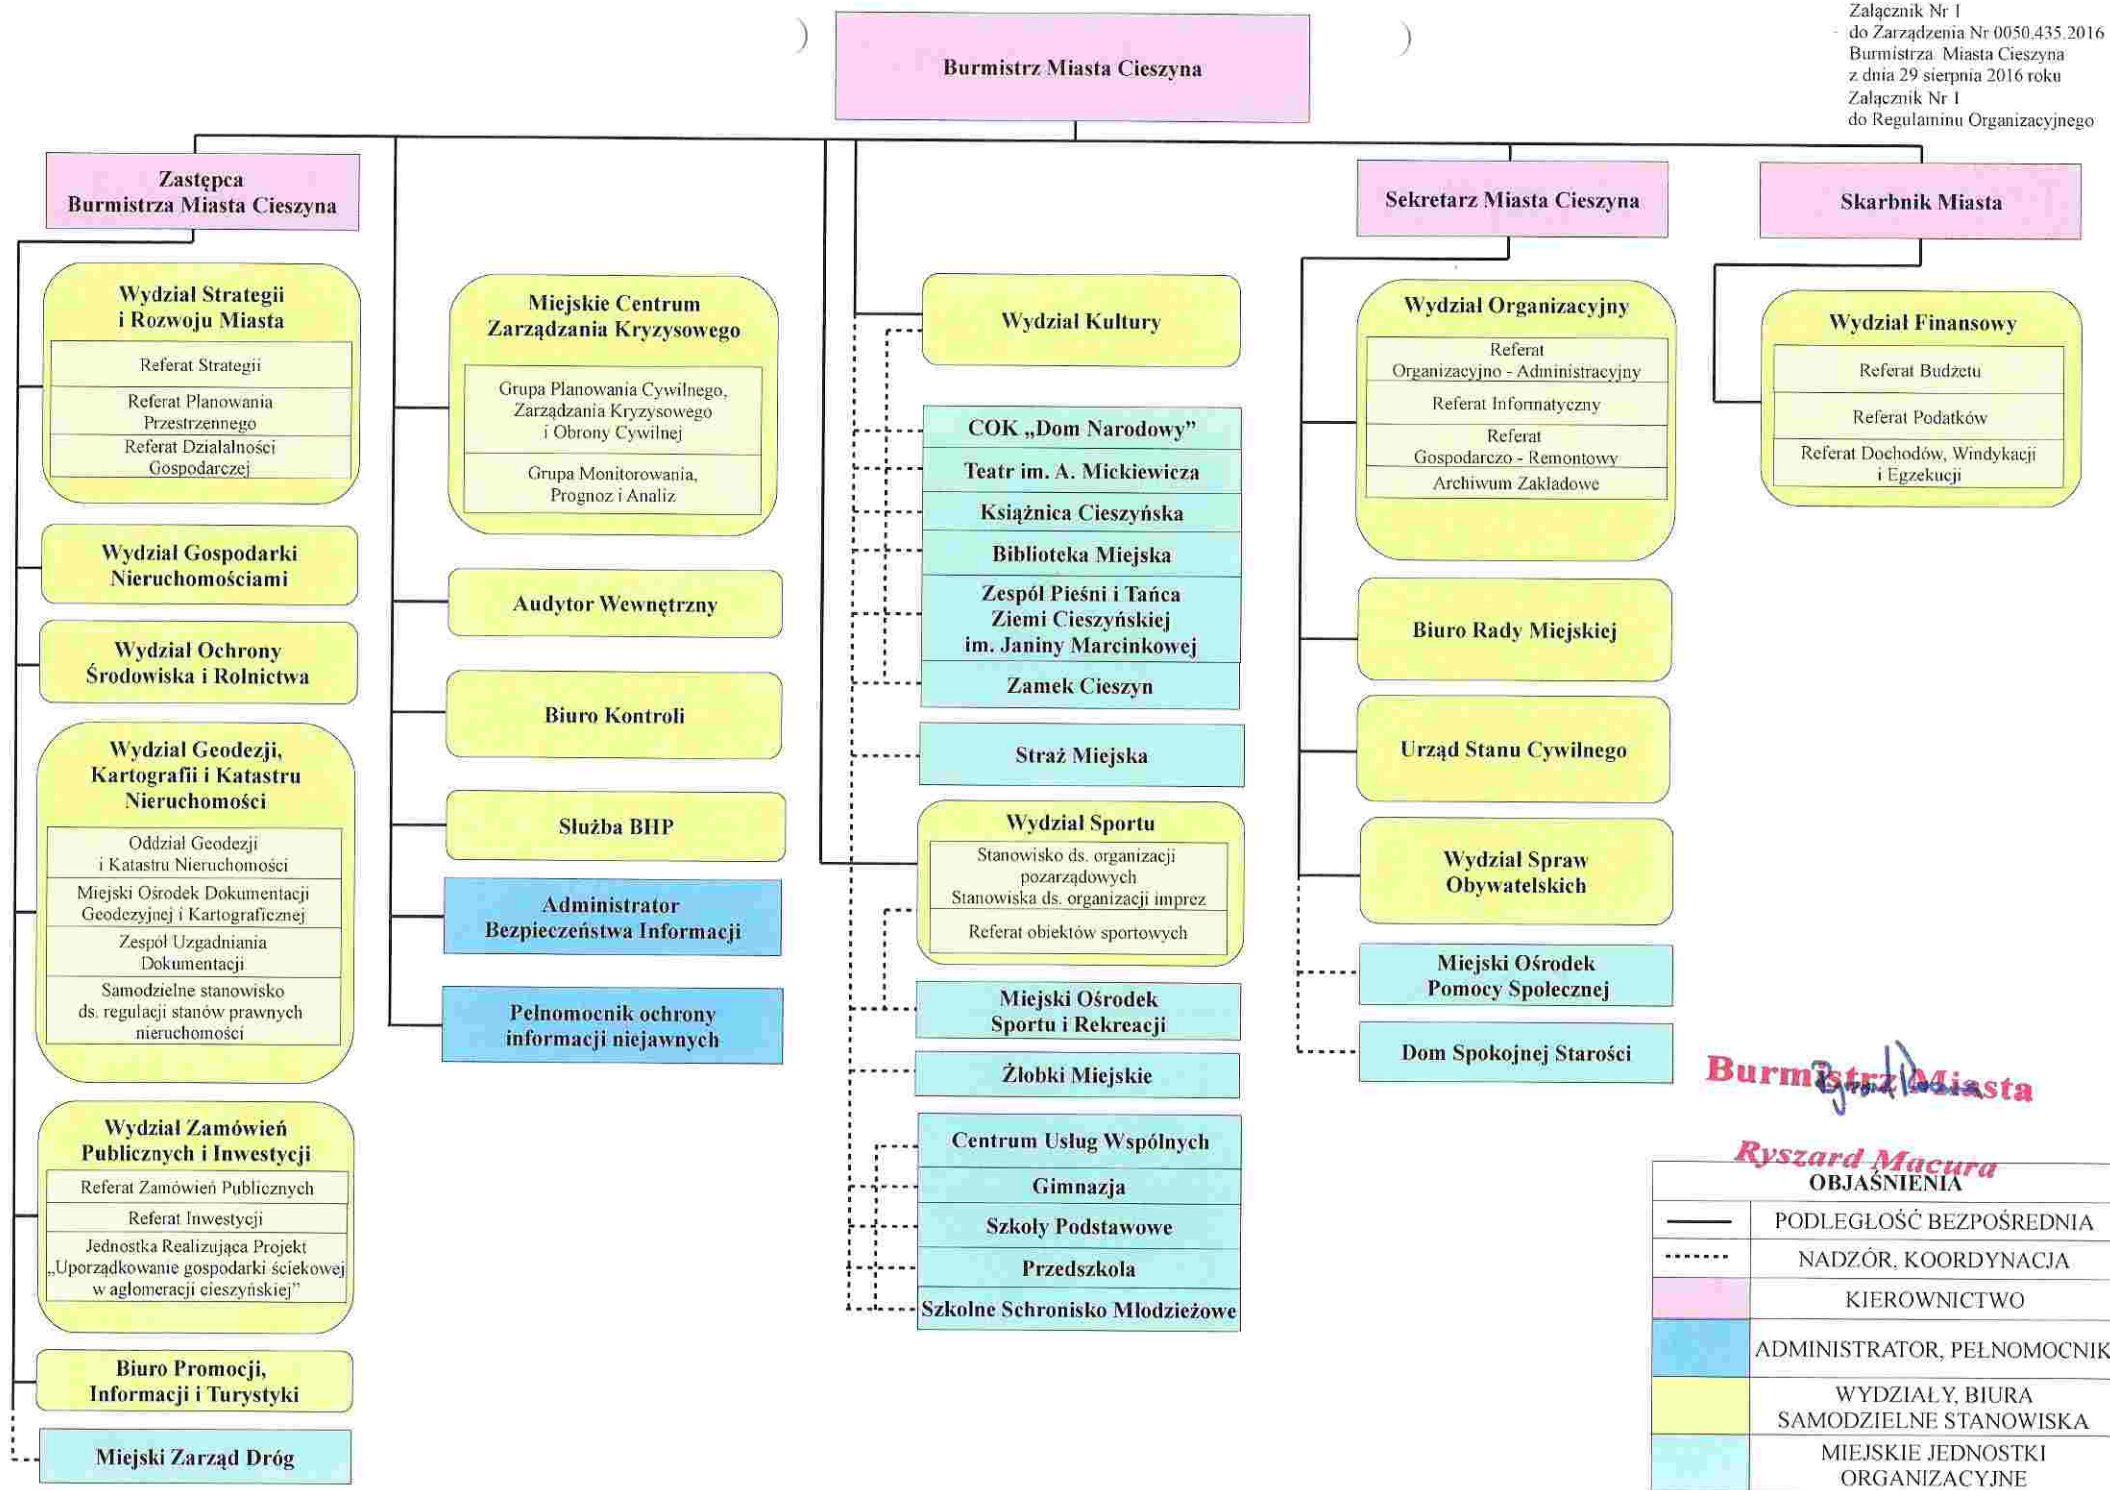 Załącznik Nr 1
do Zarządzenia Nr 0050.435.2016
Burmistrza Miasta Cieszyna
z dnia 29 sierpnia 2016 roku
Załącznik Nr 1
do Regulaminu Organizacyjnego
Burmistrz Miasta Cieszyna
Zastępca
Burmistrza Miasta Cieszyna
Sekretarz Miasta Cieszyna
Skarbnik Miasta
Wydział Strategii
i Rozwoju Miasta
Referat Strategii
Referat Planowania
Przestrzennego
Referat Działalności
Gospodarczej
Wydział Gospodarki
Nieruchomościami
Wydział Ochrony
Środowiska i Rolnictwa
Wydział Geodezji,
Kartografii i Katastru
Nieruchomości
Oddział Geodezji
i Katastru Nieruchomości
Miejski Ośrodek Dokumentacji
Geodezyjnej i Kartograficznej
Zespół Uzgadniania
Dokumentacji
Samodzielne stanowisko
ds. regulacji stanów prawnych
nieruchomości
Wydział Zamówień
Publicznych i Inwestycji
Referat Zamówień Publicznych
Referat Inwestycji
Jednostka Realizująca Projekt
„Uporządkowanie gospodarki ściekowej
w aglomeracji cieszyńskiej”
Biuro Promocji,
Informacji i Turystyki
Miejski Zarząd Dróg
Miejskie Centrum
Zarządzania Kryzysowego
Grupa Planowania Cywilnego,
Zarządzania Kryzysowego
i Obrony Cywilnej
Grupa Monitorowania,
Prognoz i Analiz
Audytor Wewnętrzny
Biuro Kontroli
Służba BHP
Administrator
Bezpieczeństwa Informacji
Pełnomocnik ochrony
informacji niejawnych
Wydział Kultury
COK „Dom Narodowy”
Teatr im. A. Mickiewicza
Książnica Cieszyńska
Biblioteka Miejska
Zespół Pieśni i Tańca
Ziemi Cieszyńskiej
im. Janiny Marcinkowej
Zamek Cieszyn
Straż Miejska
Wydział Sportu
Stanowisko ds. organizacji
pozarządowych
Stanowiska ds. organizacji imprez
Referat obiektów sportowych
Miejski Ośrodek
Sportu i Rekreacji
Żłobki Miejskie
Centrum Usług Wspólnych
Gimnazja
Szkoły Podstawowe
Przedszkola
Szkolne Schronisko Młodzieżowe
Wydział Organizacyjny
Referat
Organizacyjno - Administracyjny
Referat Informatyczny
Referat
Gospodarczo - Remontowy
Archiwum Zakładowe
Biuro Rady Miejskiej
Urząd Stanu Cywilnego
Wydział Spraw
Obywatelskich
Miejski Ośrodek
Pomocy Społecznej
Dom Spokojnej Starości
Wydział Finansowy
Referat Budżetu
Referat Podatków
Referat Dochodów, Windykacji
i Egzekucji
Burmistrz Miasta
Ryszard Macura
OBJAŚNIENIA
PODLEGŁOŚĆ BEZPOŚREDNIA
NADZÓR, KOORDYNACJA
KIEROWNICTWO
ADMINISTRATOR, PEŁNOMOCNIK
WYDZIAŁY, BIURA
SAMODZIELNE STANOWISKA
MIEJSKIE JEDNOSTKI
ORGANIZACYJNE